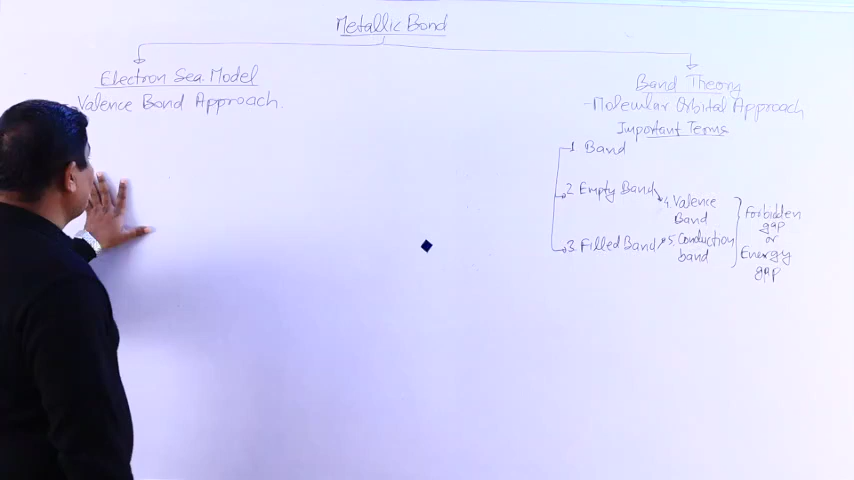 Metallic Bond
Electron Sea Model
-Valence Bond Approach.
Band Theory
-Molecular Orbital Approach
Important Terms
1 Band
2. Empty Band
3. Filled Band
4. Valence
Band
5. Conduction
band
Forbidden
gap
or
Energy
gap